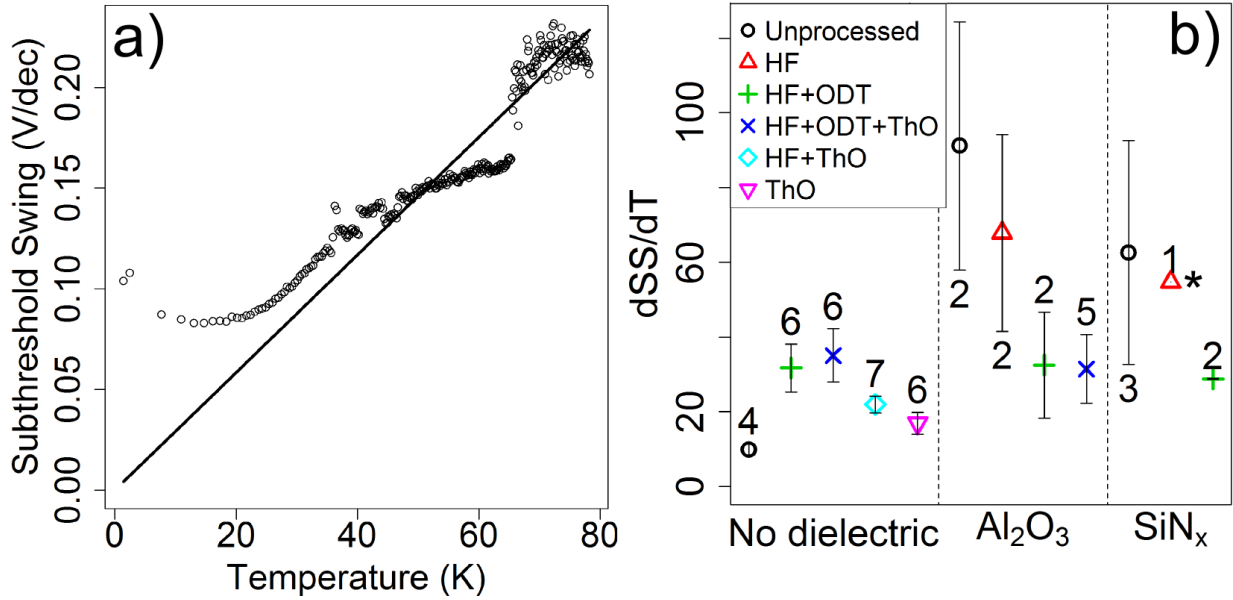 a)
Subthreshold Swing (V/dec)
0.00 0.05 0.10 0.15 0.20
0 20 40 60 80
Temperature (K)
b)
Unprocessed
HF
HF+ODT
HF+ODT+ThO
HF+ThO
ThO
dSS/dT
0 20 60 100
4 6 6 7 6
2 2 2 5
3 1 * 2
No dielectric
Al₂O₃
SiNₓ